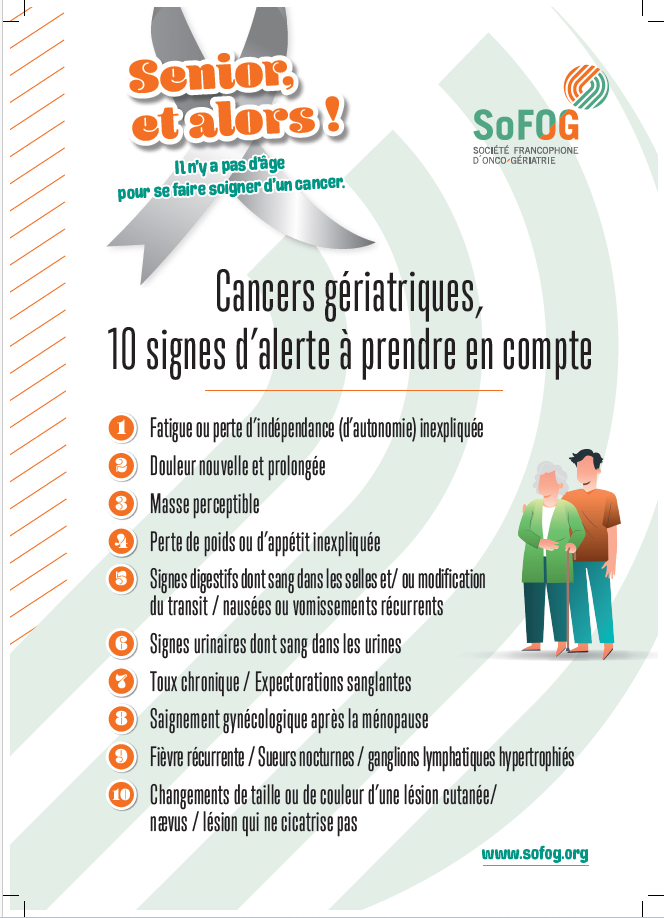 Senior,
et alors !
Il n'y a pas d'âge
pour se faire soigner d'un cancer.
SoFOG
SOCIÉTÉ FRANCOPHONE
D'ONCO-GÉRIATRIE
Cancers gériatriques,
10 signes d'alerte à prendre en compte
1 Fatigue ou perte d'indépendance (d'autonomie) inexpliquée
2 Douleur nouvelle et prolongée
3 Masse perceptible
4 Perte de poids ou d'appétit inexpliquée
5 Signes digestifs dont sang dans les selles et/ ou modification
du transit / nausées ou vomissements récurrents
6 Signes urinaires dont sang dans les urines
7 Toux chronique / Expectorations sanglantes
8 Saignement gynécologique après la ménopause
9 Fièvre récurrente / Sueurs nocturnes / ganglions lymphatiques hypertrophiés
10 Changements de taille ou de couleur d'une lésion cutanée/
nævus / lésion qui ne cicatrise pas
www.sofog.org